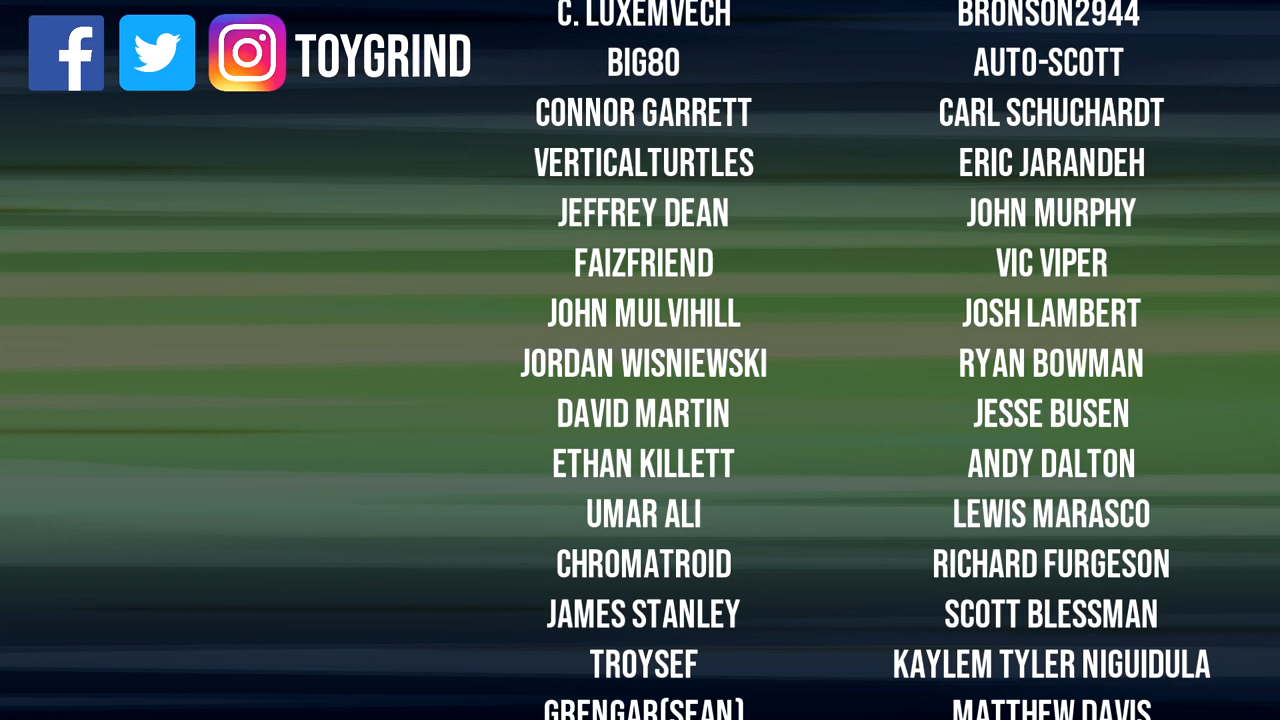 TOYGRIND
C. LUXEMVECH BRONSON2944
BIG80 AUTO-SCOTT
CONNOR GARRETT CARL SCHUCHARDT
VERTICALTURTLES ERIC JARANDEH
JEFFREY DEAN JOHN MURPHY
FAIZFRIEND VIC VIPER
JOHN MULVIHILL JOSH LAMBERT
JORDAN WISNIEWSKI RYAN BOWMAN
DAVID MARTIN JESSE BUSEN
ETHAN KILLETT ANDY DALTON
UMAR ALI LEWIS MARASCO
CHROMATROID RICHARD FURGESON
JAMES STANLEY SCOTT BLESSMAN
TROYSEF KAYLEM TYLER NIGUIDULA
GRENGAR(SEAN) MATTHEW DAVIS